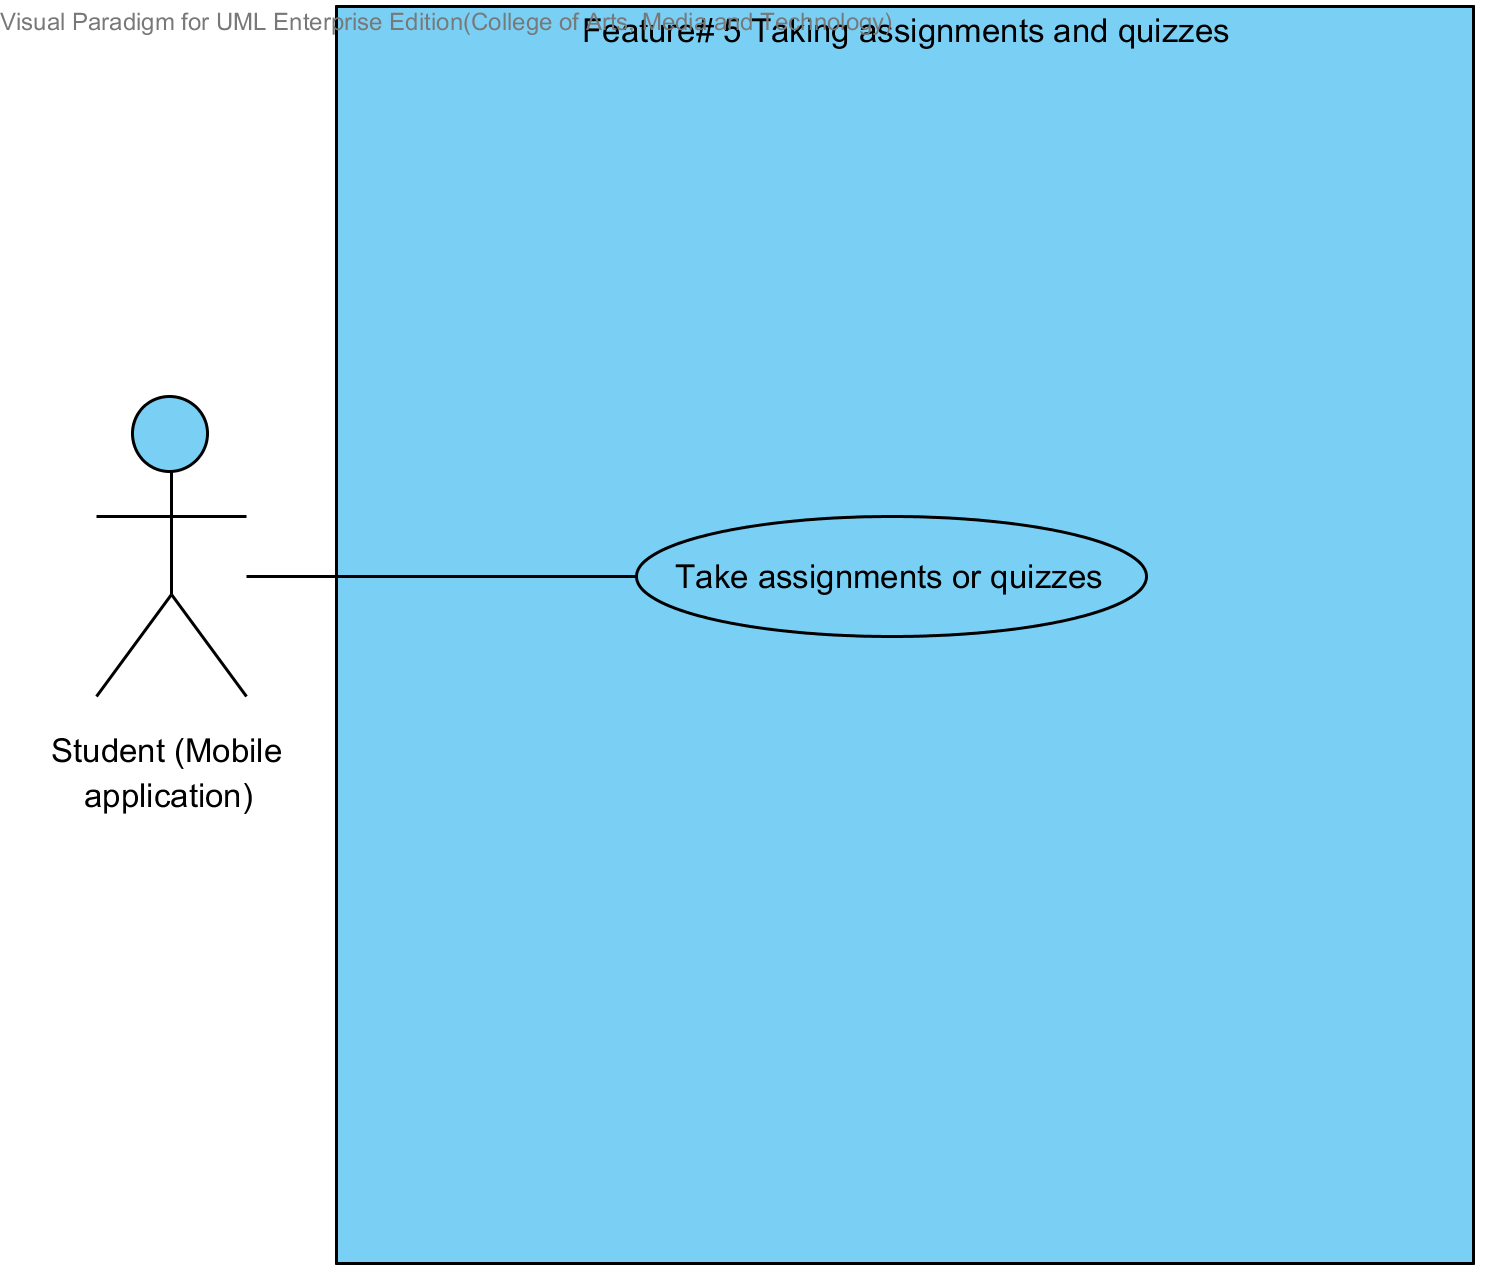 Visual Paradigm for UML Enterprise Edition(College of Arts, Media and Technology)
Feature# 5 Taking assignments and quizzes
Take assignments or quizzes
Student (Mobile
application)